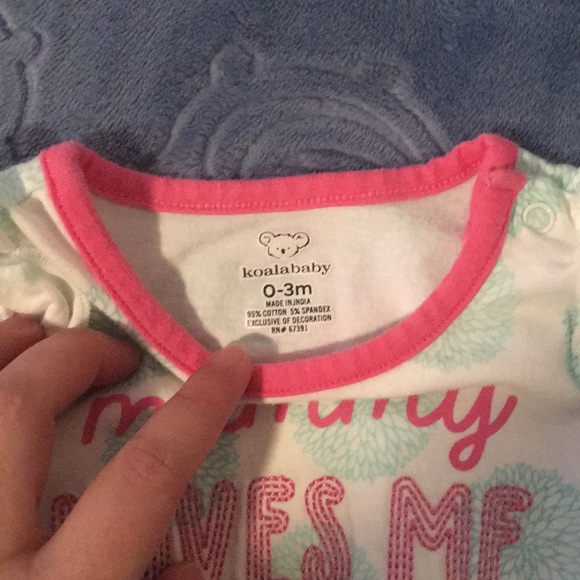 koalababy
0-3m
MADE IN INDIA
95% COTTON 5% SPANDEX
EXCLUSIVE OF DECORATION
RN# 67391
mommy
LOVES ME